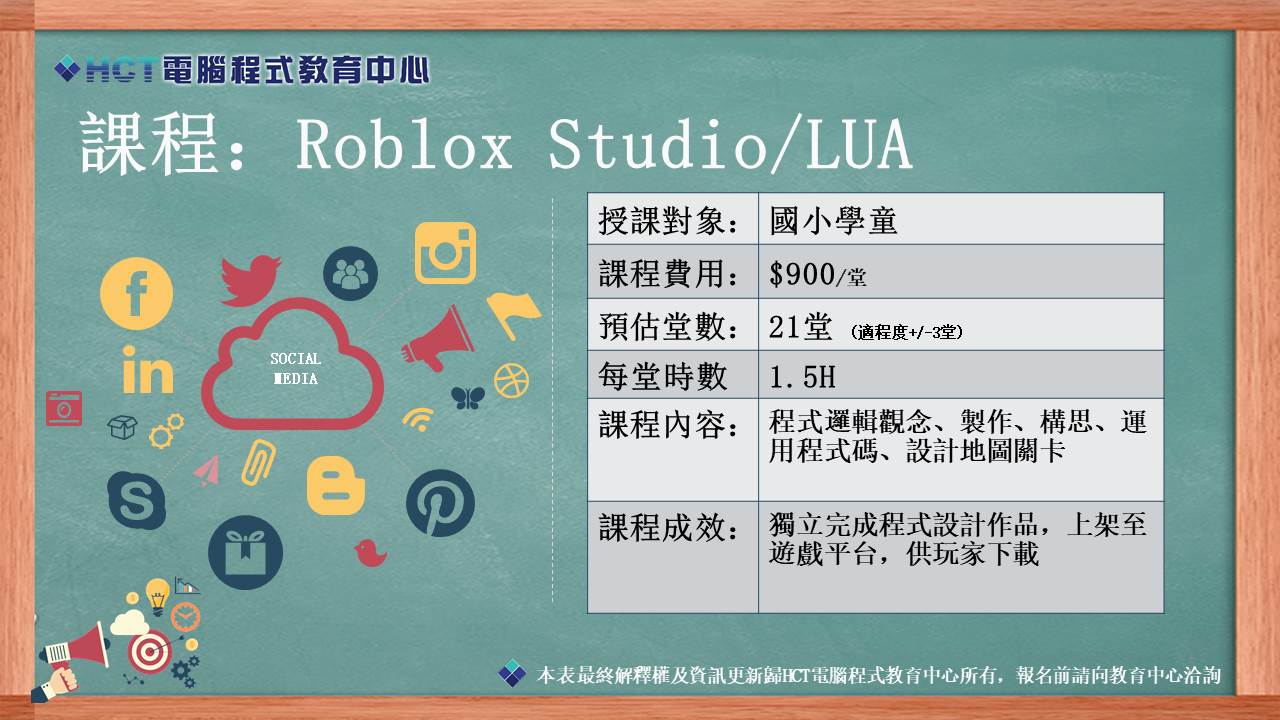 HCT電腦程式教育中心
課程：Roblox Studio/LUA
SOCIAL
MEDIA
授課對象：國小學童
課程費用：$900/堂
預估堂數：21堂 (適程度+/-3堂)
每堂時數 1.5H
課程內容：程式邏輯觀念、製作、構思、運
用程式碼、設計地圖關卡
課程成效：獨立完成程式設計作品，上架至
遊戲平台，供玩家下載
本表最終解釋權及資訊更新歸HCT電腦程式教育中心所有，報名前請向教育中心洽詢